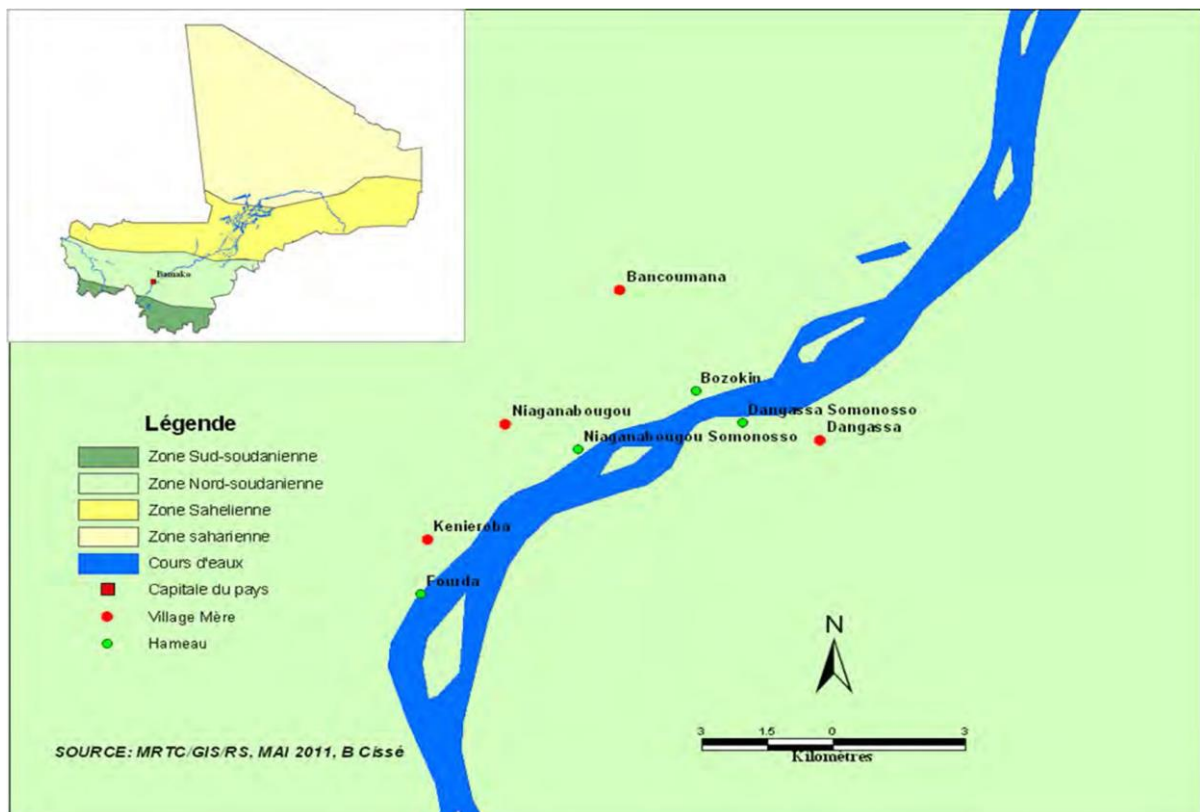 Bamako
Bancoumana
Bozokin
Niaganabougou
Dangassa Somonosso
Dangassa
Niaganabougou Somonosso
Kenieroba
Fourda
Légende
Zone Sud-soudanienne
Zone Nord-soudanienne
Zone Sahelienne
Zone saharienne
Cours d'eaux
Capitale du pays
Village Mère
Hameau
N
3 1.5 0 3
Kilomètres
SOURCE: MRTC/GIS/RS, MAI 2011, B Cissé